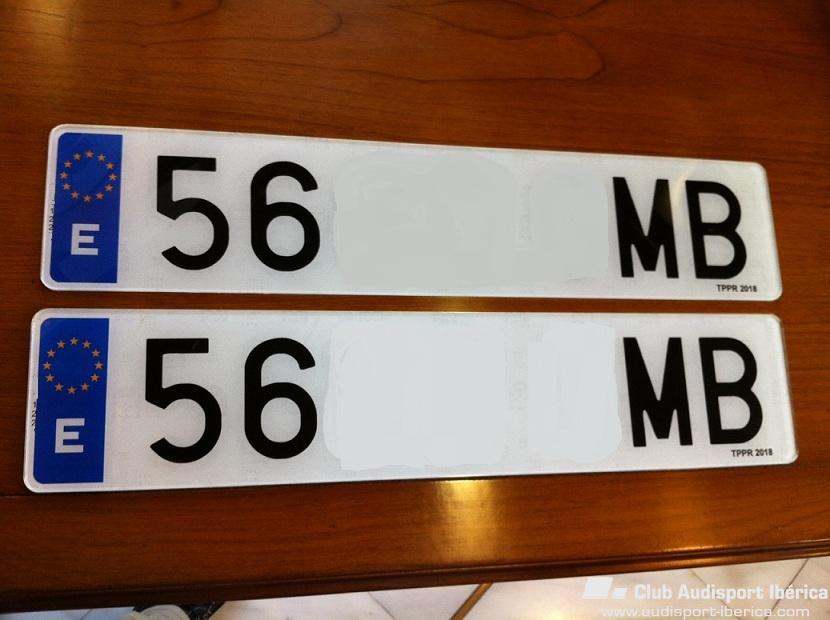 E 56 MB
TPPR 2018
E 56 MB
TPPR 2018
Club Audisport Ibérica
www.audisport-iberica.com